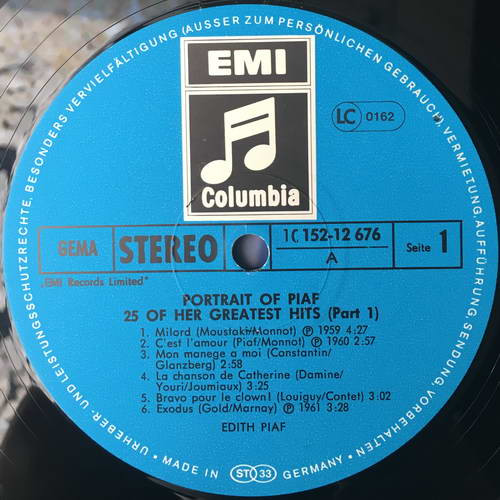 URHEBER- UND LEISTUNGSSCHUTZRECHTE, BESONDERS VERVIELFÄLTIGUNG (AUSSER ZUM PERSÖNLICHEN GEBRAUCH) VERMIETUNG, AUFFÜHRUNG, SENDUNG, VORBEHALTEN
EMI
LC 0162
Columbia
GEMA STEREO 1C 152-12 676 Seite 1
A
„EMI Records Limited"
PORTRAIT OF PIAF
25 OF HER GREATEST HITS (Part 1)
1. Milord (Moustaki/Monnot) ℗ 1959 4:27
2. C'est l'amour (Piaf/Monnot) ℗ 1960 2:57
3. Mon manege a moi (Constantin/
Glanzberg) 2:58
4. La chanson de Catherine (Damine/
Youri/Joumiaux) 3:25
5. Bravo pour le clown! (Louiguy/Contet) 3:02
6. Exodus (Gold/Marnay) ℗ 1961 3:28
EDITH PIAF
• MADE IN ST 33 GERMANY •